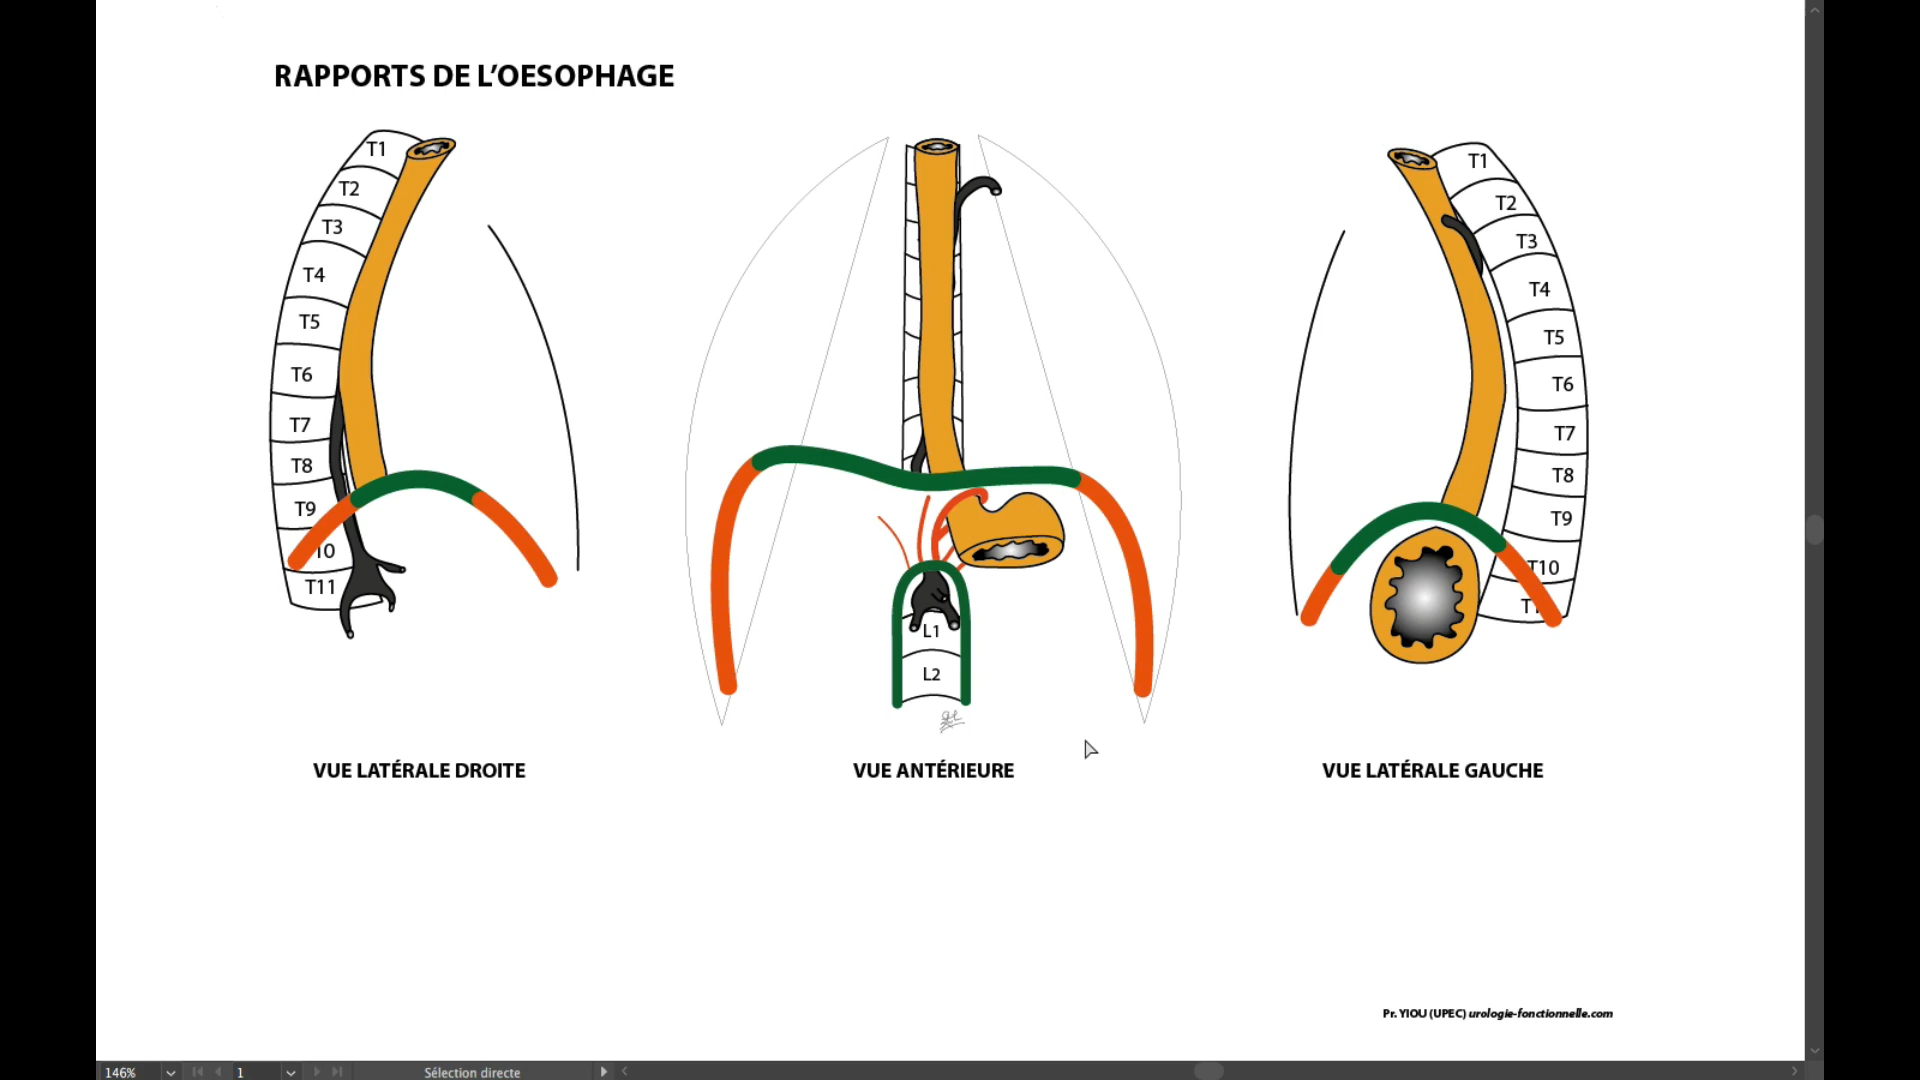 RAPPORTS DE L'OESOPHAGE
T1
T2
T3
T4
T5
T6
T7
T8
T9
10
T11
L1
L2
T1
T2
T3
T4
T5
T6
T7
T8
T9
T10
VUE LATÉRALE DROITE
VUE ANTÉRIEURE
VUE LATÉRALE GAUCHE
Pr. YIOU (UPEC) urologie-fonctionnelle.com
146%
1
Sélection directe